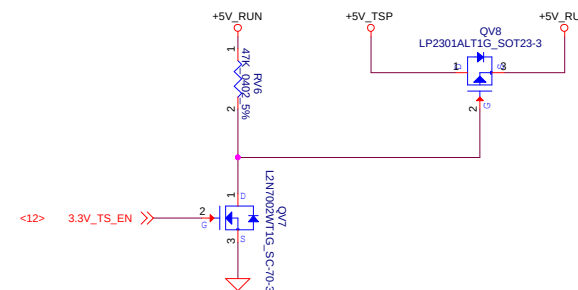 +5V_RUN
+5V_TSP
+5V_RU
QV8
LP2301ALT1G_SOT23-3
1
D
S
3
2
G
1
47K_0402_5%
RV6
2
1
D
<12>
3.3V_TS_EN
2
G
3
S
QV7
L2N7002WT1G_SC-70-3